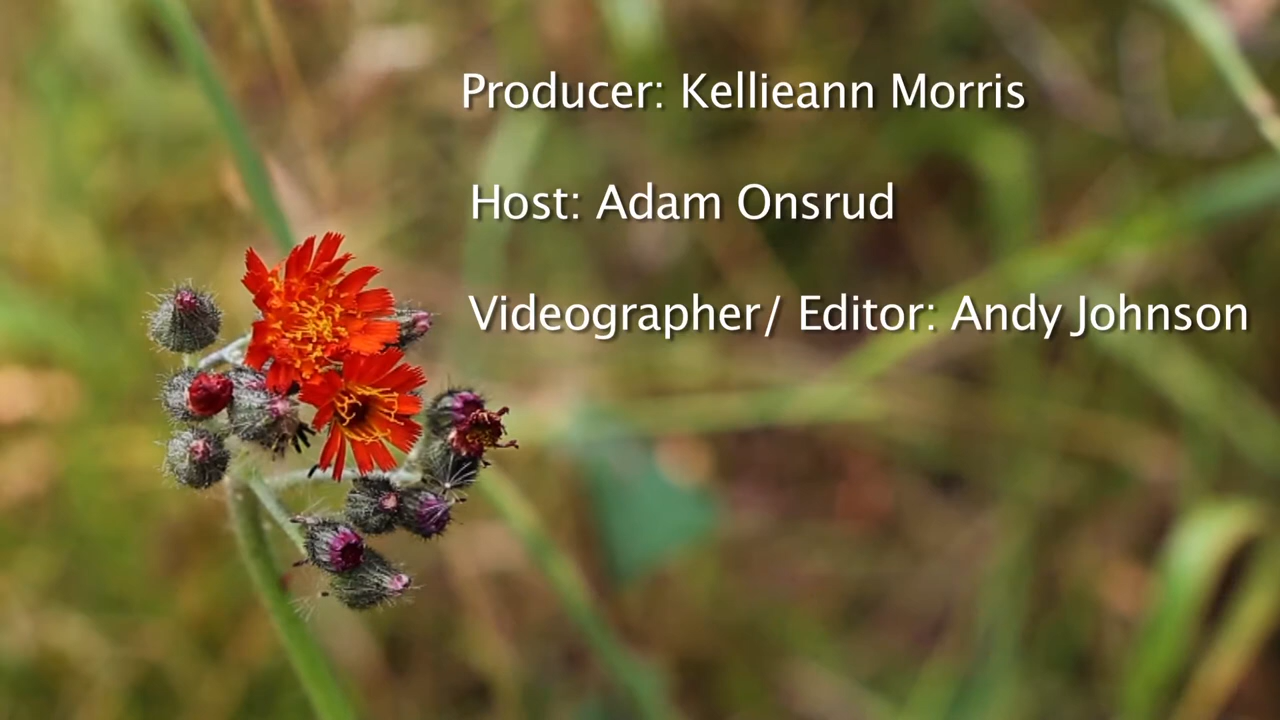 Producer: Kellieann Morris
Host: Adam Onsrud
Videographer/ Editor: Andy Johnson